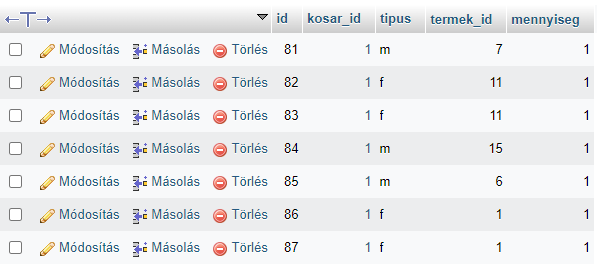 id kosar_id tipus termek_id mennyiseg
Módosítás Másolás Törlés 81 1 m 7 1
Módosítás Másolás Törlés 82 1 f 11 1
Módosítás Másolás Törlés 83 1 f 11 1
Módosítás Másolás Törlés 84 1 m 15 1
Módosítás Másolás Törlés 85 1 m 6 1
Módosítás Másolás Törlés 86 1 f 1 1
Módosítás Másolás Törlés 87 1 f 1 1